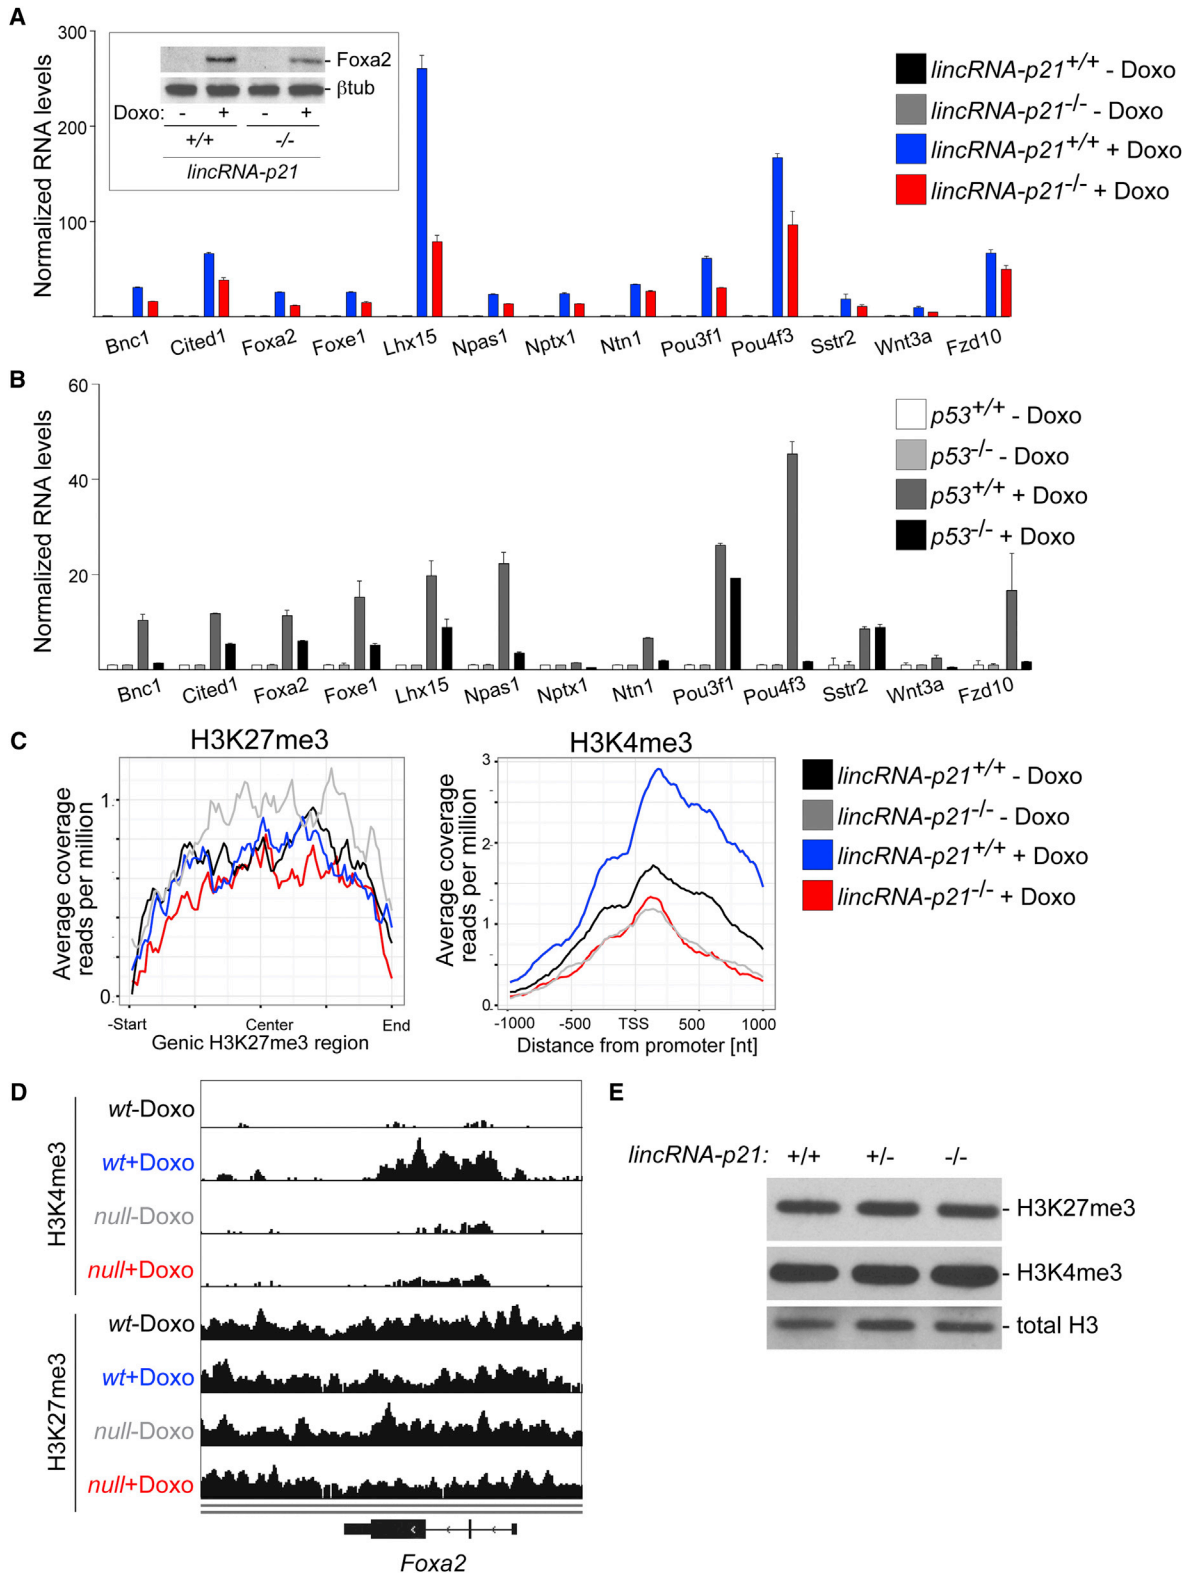 A
Normalized RNA levels
300
200
100
Foxa2
βtub
Doxo: - + - +
+/+ -/-
lincRNA-p21
lincRNA-p21+/+ - Doxo
lincRNA-p21-/- - Doxo
lincRNA-p21+/+ + Doxo
lincRNA-p21-/- + Doxo
Bnc1 Cited1 Foxa2 Foxe1 Lhx15 Npas1 Nptx1 Ntn1 Pou3f1 Pou4f3 Sstr2 Wnt3a Fzd10
B
Normalized RNA levels
60
40
20
p53+/+ - Doxo
p53-/- - Doxo
p53+/+ + Doxo
p53-/- + Doxo
Bnc1 Cited1 Foxa2 Foxe1 Lhx15 Npas1 Nptx1 Ntn1 Pou3f1 Pou4f3 Sstr2 Wnt3a Fzd10
C
H3K27me3
Average coverage
reads per million
1
0
-Start Center End
Genic H3K27me3 region
H3K4me3
Average coverage
reads per million
3
2
1
0
-1000 -500 TSS 500 1000
Distance from promoter [nt]
lincRNA-p21+/+ - Doxo
lincRNA-p21-/- - Doxo
lincRNA-p21+/+ + Doxo
lincRNA-p21-/- + Doxo
D
H3K4me3
wt-Doxo
wt+Doxo
null-Doxo
null+Doxo
H3K27me3
wt-Doxo
wt+Doxo
null-Doxo
null+Doxo
Foxa2
E
lincRNA-p21: +/+ +/- -/-
H3K27me3
H3K4me3
total H3